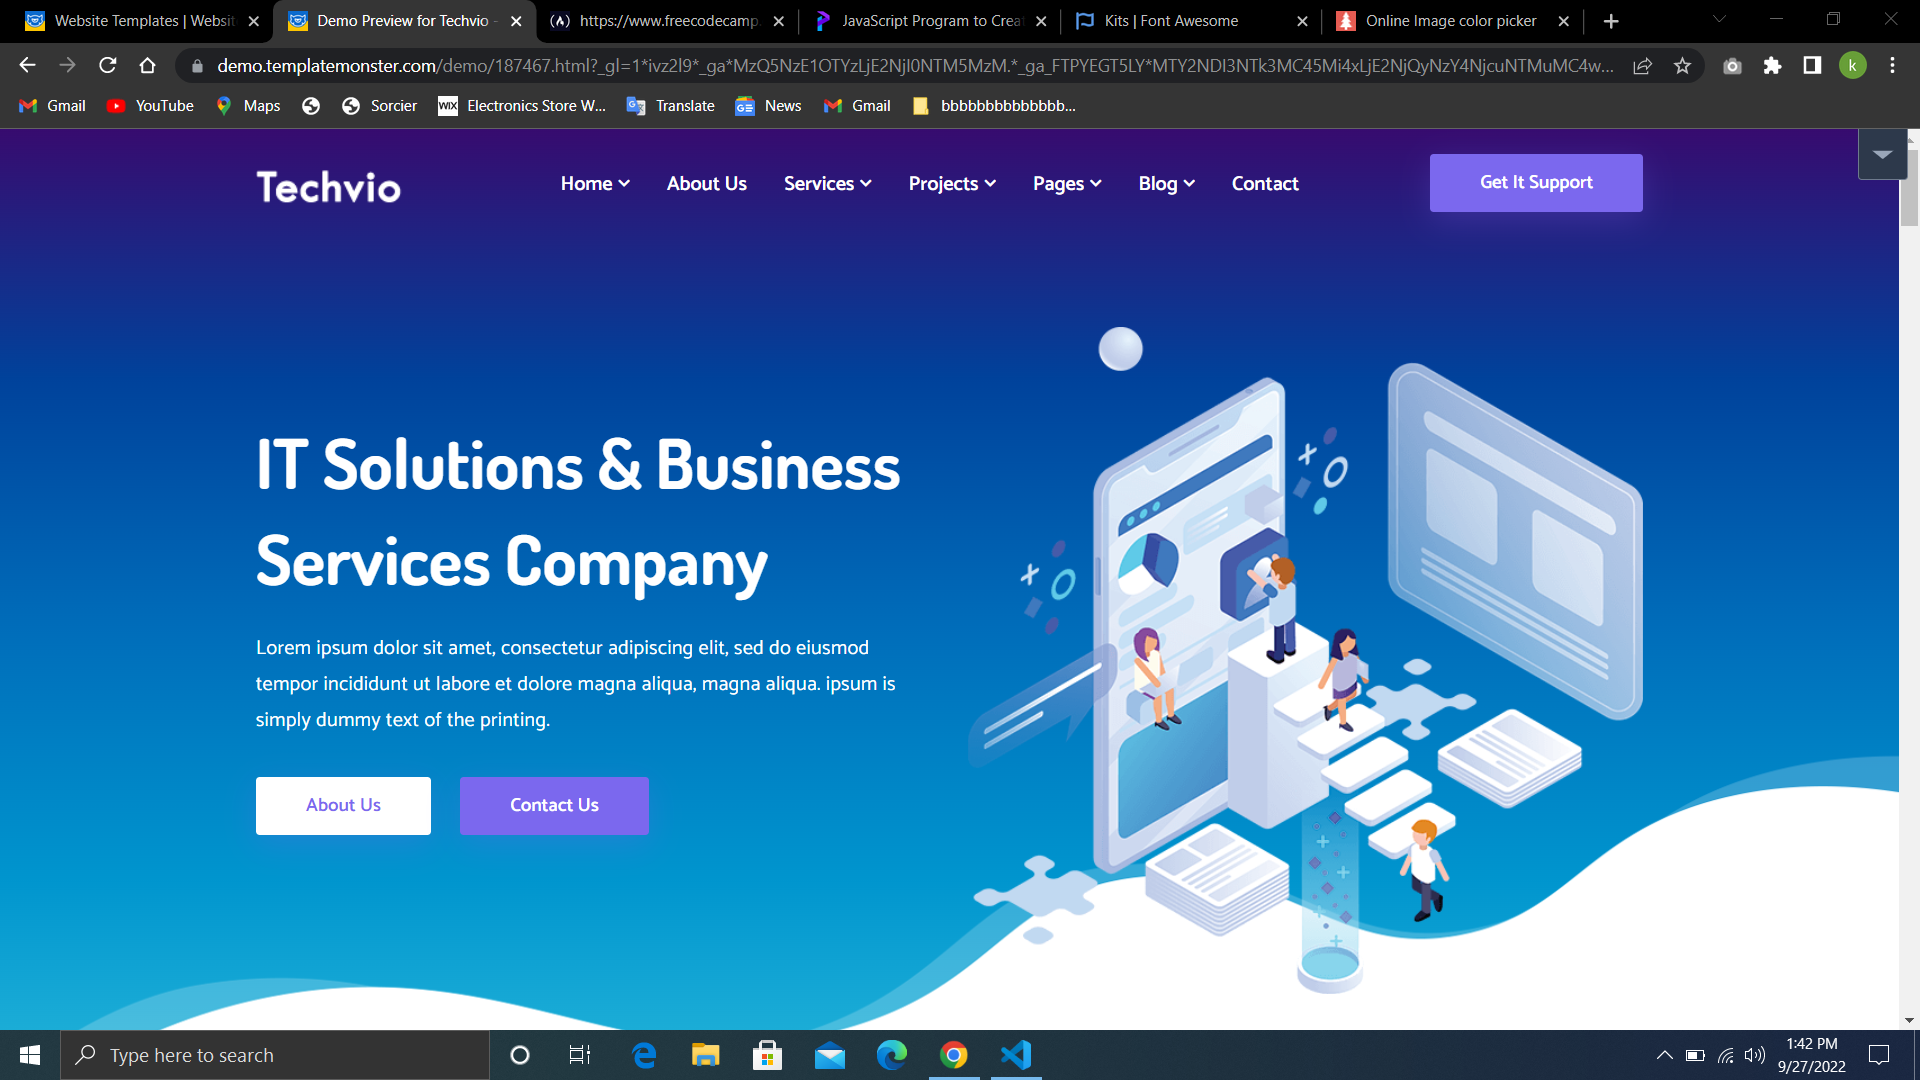 Website Templates | Websit
Demo Preview for Techvio -
https://www.freecodecamp.
JavaScript Program to Creat
Kits | Font Awesome
Online Image color picker
demo.templatemonster.com/demo/187467.html?_gl=1*ivz2l9*_ga*MzQ5NzE1OTYzLjE2NjI0NTM5MzM.*_ga_FTPYEGT5LY*MTY2NDI3NTk3MC45Mi4xLjE2NjQyNzY4NjcuNTMuMC4w...
k
Gmail
YouTube
Maps
Sorcier
WIX
Electronics Store W...
Translate
News
Gmail
bbbbbbbbbbbbbb...
Techvio
Home
About Us
Services
Projects
Pages
Blog
Contact
Get It Support
IT Solutions & Business
Services Company
Lorem ipsum dolor sit amet, consectetur adipiscing elit, sed do eiusmod
tempor incididunt ut labore et dolore magna aliqua, magna aliqua. ipsum is
simply dummy text of the printing.
About Us
Contact Us
Type here to search
1:42 PM
9/27/2022